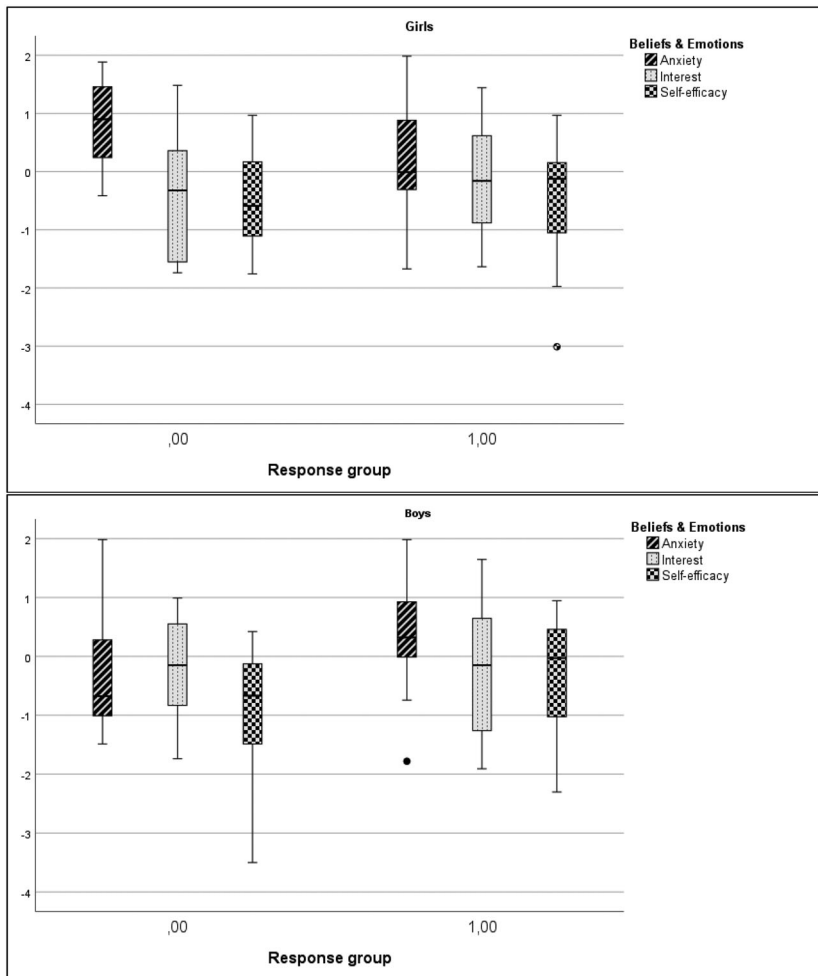 Girls
Beliefs & Emotions
Anxiety
Interest
Self-efficacy
2
1
0
-1
-2
-3
-4
,00
1,00
Response group
Boys
Beliefs & Emotions
Anxiety
Interest
Self-efficacy
2
1
0
-1
-2
-3
-4
,00
1,00
Response group